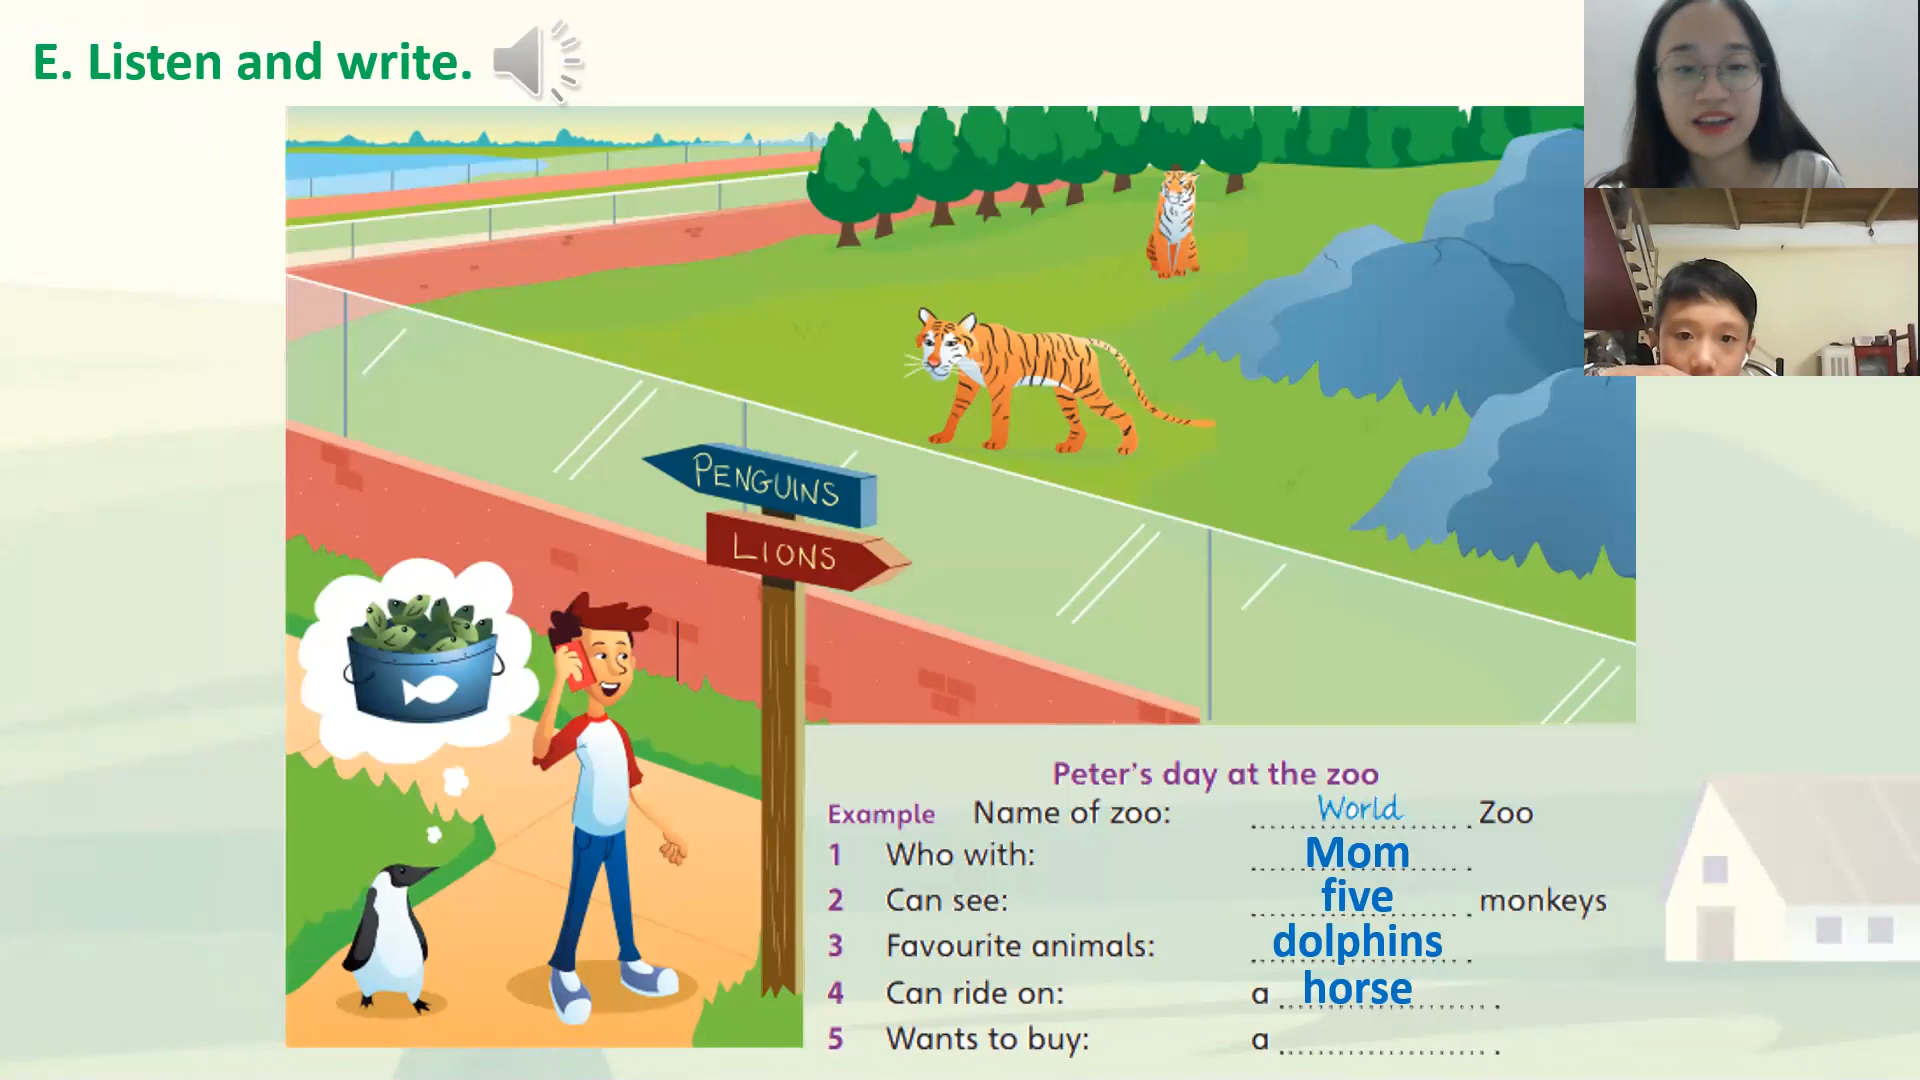 E. Listen and write.
PENGUINS
LIONS
Peter's day at the zoo
Example Name of zoo: World Zoo
1 Who with: Mom
2 Can see: five monkeys
3 Favourite animals: dolphins
4 Can ride on: a horse
5 Wants to buy: a